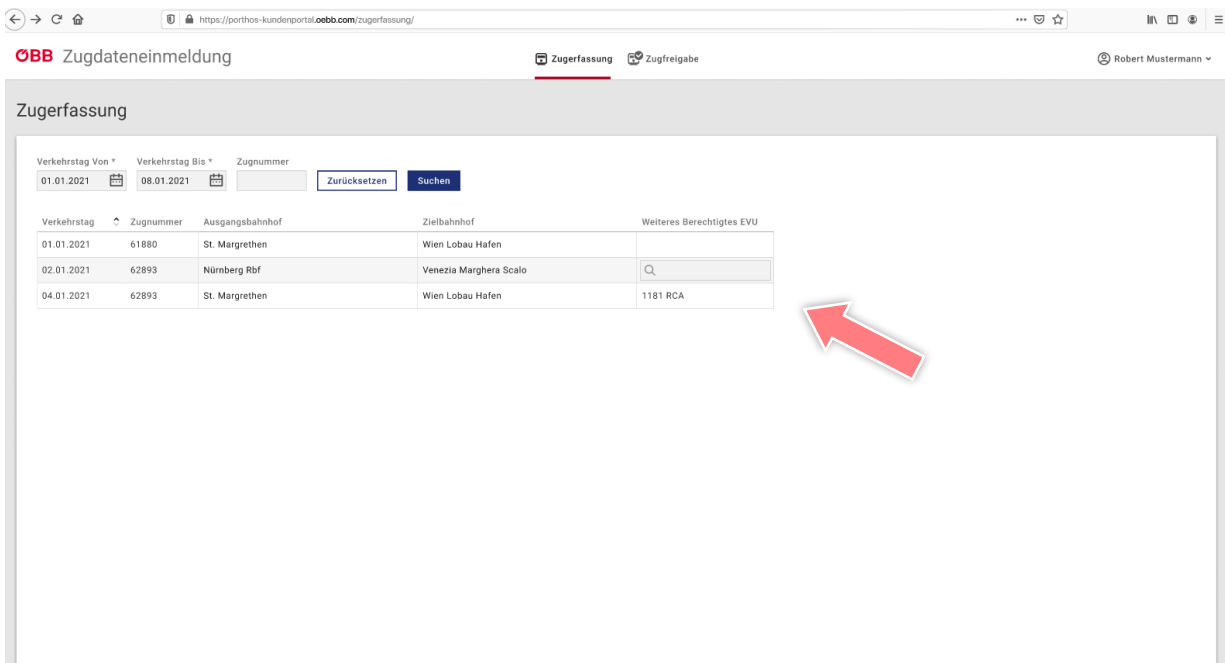 https://porthos-kundenportal.oebb.com/zugerfassung/
ÖBB Zugdateneinmeldung Zugerfassung Zugfreigabe Robert Mustermann
Zugerfassung
Verkehrstag Von * Verkehrstag Bis * Zugnummer
01.01.2021 08.01.2021 Zurücksetzen Suchen
Verkehrstag Zugnummer Ausgangsbahnhof Zielbahnhof Weiteres Berechtigtes EVU
01.01.2021 61880 St. Margrethen Wien Lobau Hafen
02.01.2021 62893 Nürnberg Rbf Venezia Marghera Scalo
04.01.2021 62893 St. Margrethen Wien Lobau Hafen 1181 RCA